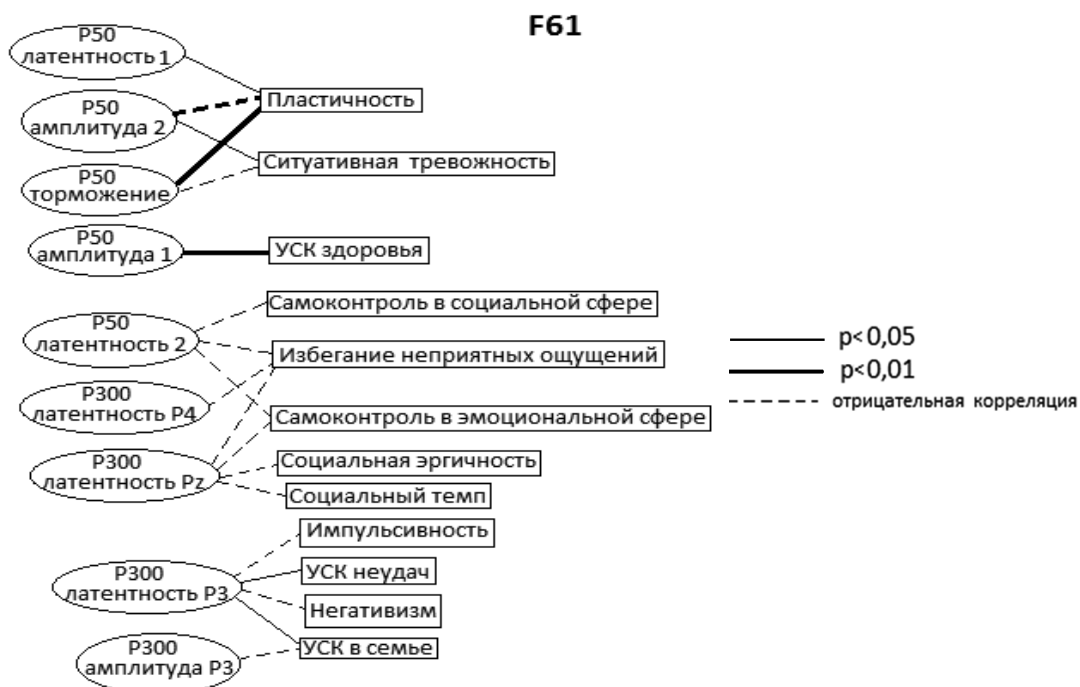 F61
P50
латентность 1
P50
амплитуда 2
Пластичность
Ситуативная тревожность
P50
торможение
P50
амплитуда 1
УСК здоровья
Самоконтроль в социальной сфере
P50
латентность 2
Избегание неприятных ощущений
P300
латентность P4
Самоконтроль в эмоциональной сфере
P300
латентность Pz
Социальная эргичность
Социальный темп
Импульсивность
P300
латентность P3
УСК неудач
Негативизм
P300
амплитуда P3
УСК в семье
p<0,05
p<0,01
отрицательная корреляция